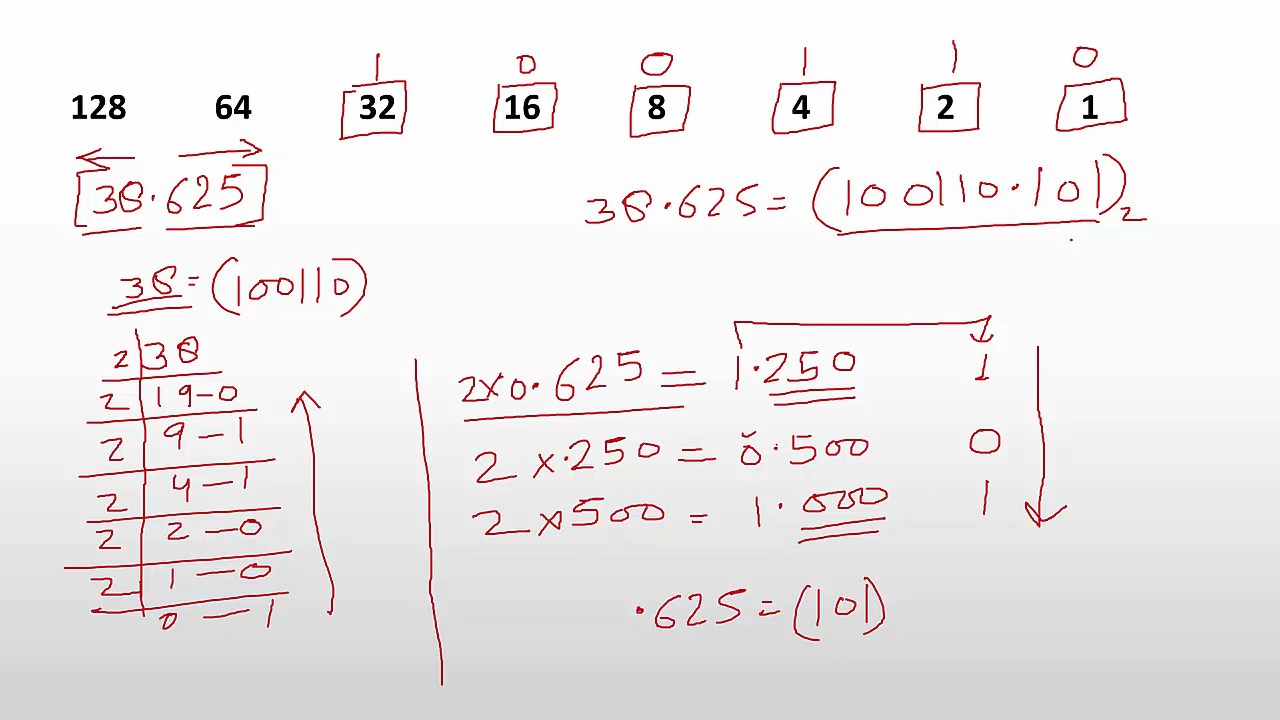 1 0 0 1 1 0
128 64 32 16 8 4 2 1
38.625
38.625 = (100110.101)2
38 = (100110)
2 38
2 19-0
2 9-1
2 4-1
2 2-0
2 1-0
0-1
2x0.625 = 1.250 1
2 x.250 = 0.500 0
2 x500 = 1.000 1
.625 = (101)